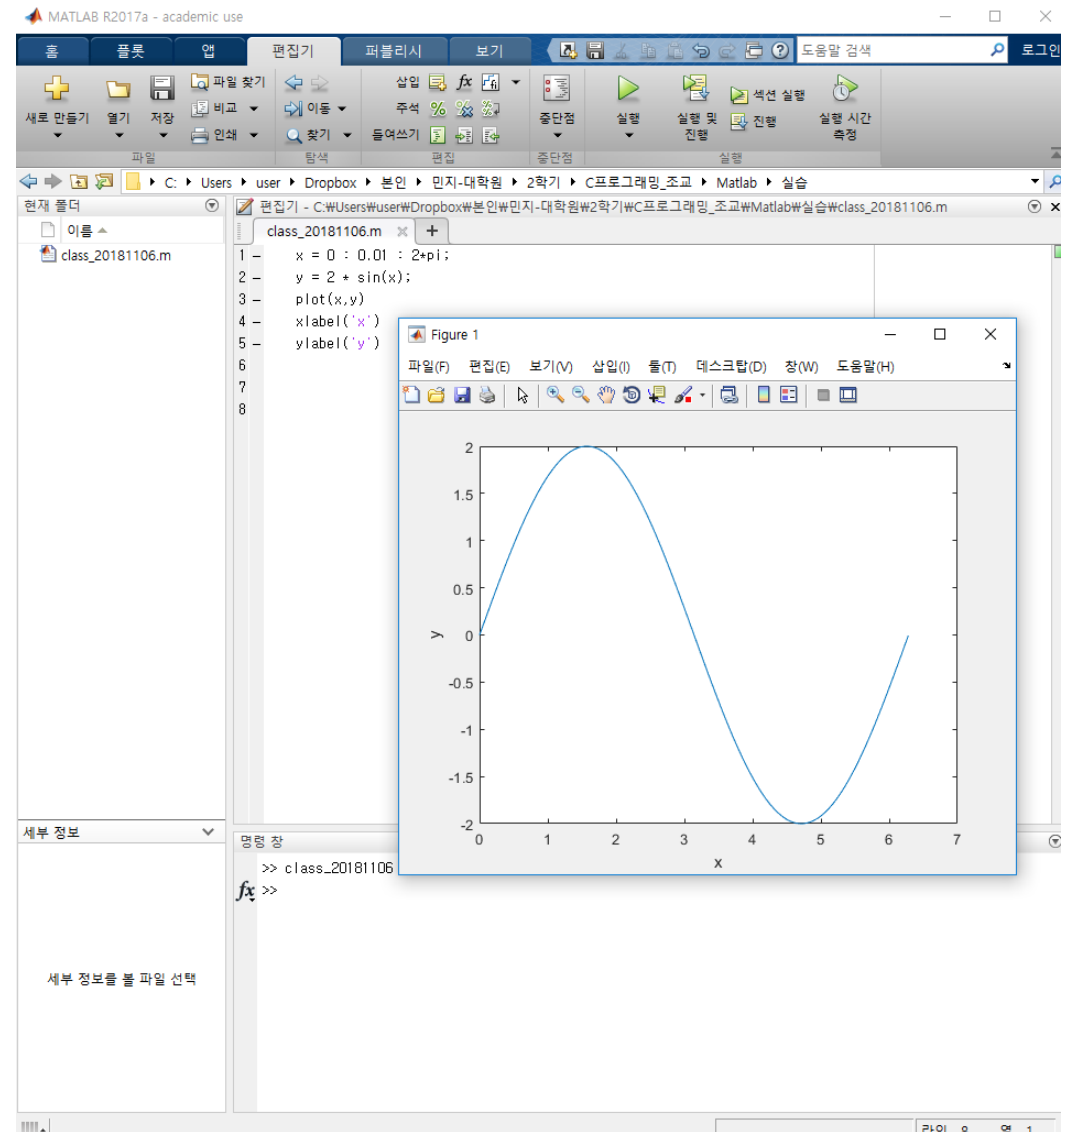 MATLAB R2017a - academic use
홈 플롯 앱 편집기 퍼블리시 보기 도움말 검색 로그인
새로 만들기 열기 저장 파일 찾기 비교 인쇄
이동 찾기
삽입 fx fi
주석
들여쓰기
중단점 실행 실행 및 진행 섹션 실행 진행 실행 시간 측정
파일 탐색 편집 중단점 실행
C: Users user Dropbox 본인 민지-대학원 2학기 C프로그래밍_조교 Matlab 실습
현재 폴더
이름
class_20181106.m
편집기 - C:₩Users₩user₩Dropbox₩본인₩민지-대학원₩2학기₩C프로그래밍_조교₩Matlab₩실습₩class_20181106.m
class_20181106.m
1 – x = 0 : 0.01 : 2*pi;
2 – y = 2 * sin(x);
3 – plot(x,y)
4 – xlabel('x')
5 – ylabel('y')
6
7
8
Figure 1
파일(F) 편집(E) 보기(V) 삽입(I) 툴(T) 데스크탑(D) 창(W) 도움말(H)
2
1.5
1
0.5
0
-0.5
-1
-1.5
-2
y
0 1 2 3 4 5 6 7
x
세부 정보
세부 정보를 볼 파일 선택
명령 창
>> class_20181106
fx >>